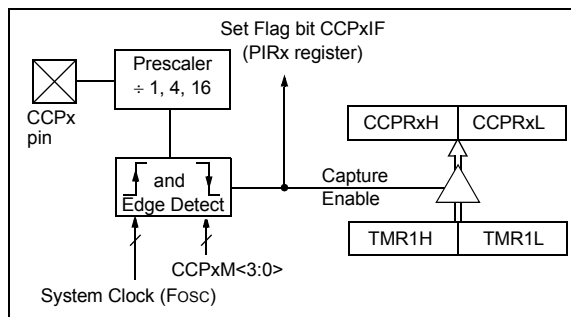 Set Flag bit CCPxIF
(PIRx register)
Prescaler
÷ 1, 4, 16
CCPx
pin
CCPRxH
CCPRxL
and
Edge Detect
Capture
Enable
TMR1H
TMR1L
CCPxM<3:0>
System Clock (FOSC)